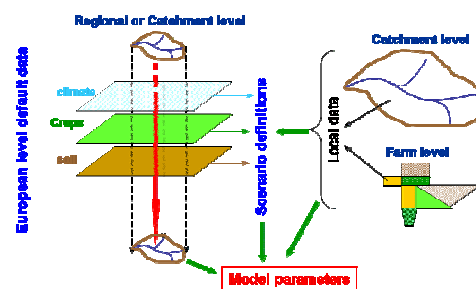 Regional or Catchment level
European level default data
climate
Crops
soil
Scenario definitions
Local data
Catchment level
Farm level
Model parameters